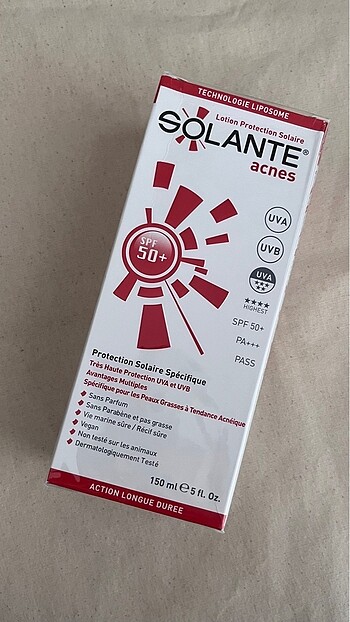 TECHNOLOGIE LIPOSOME
Lotion Protection Solaire
SOLANTE®
acnes
SPF
50+
UVA
UVB
UVA
★★★
★★
★★★★
HIGHEST
SPF 50+
PA+++
PASS
Protection Solaire Spécifique
Très Haute Protection UVA et UVB
Avantages Multiples
Spécifique pour les Peaux Grasses à Tendance Acnéique
Sans Parfum
Sans Parabène et pas grasse
Vie marine sûre / Récif sûre
Vegan
Non testé sur les animaux
Dermatologiquement Testé
150 ml ℮ 5 fl. Oz.
ACTION LONGUE DUREE